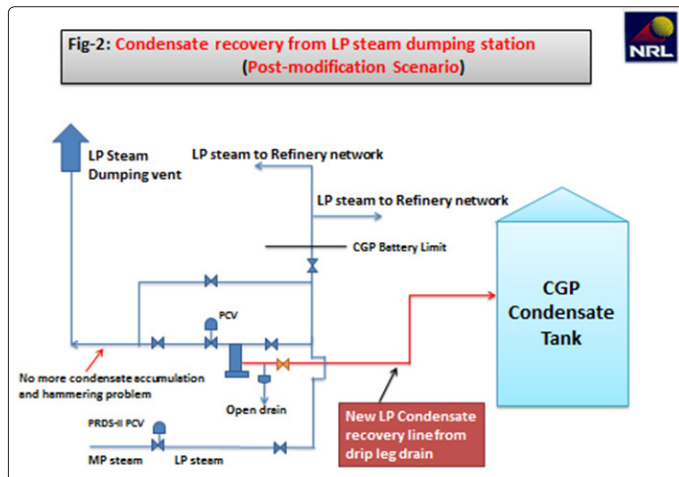 Fig-2: Condensate recovery from LP steam dumping station
(Post-modification Scenario)
NRL
LP Steam
Dumping vent
LP steam to Refinery network
LP steam to Refinery network
CGP Battery Limit
CGP
Condensate
Tank
PCV
No more condensate accumulation
and hammering problem
Open drain
New LP Condensate
recovery line from
drip leg drain
PRDS-II PCV
MP steam
LP steam